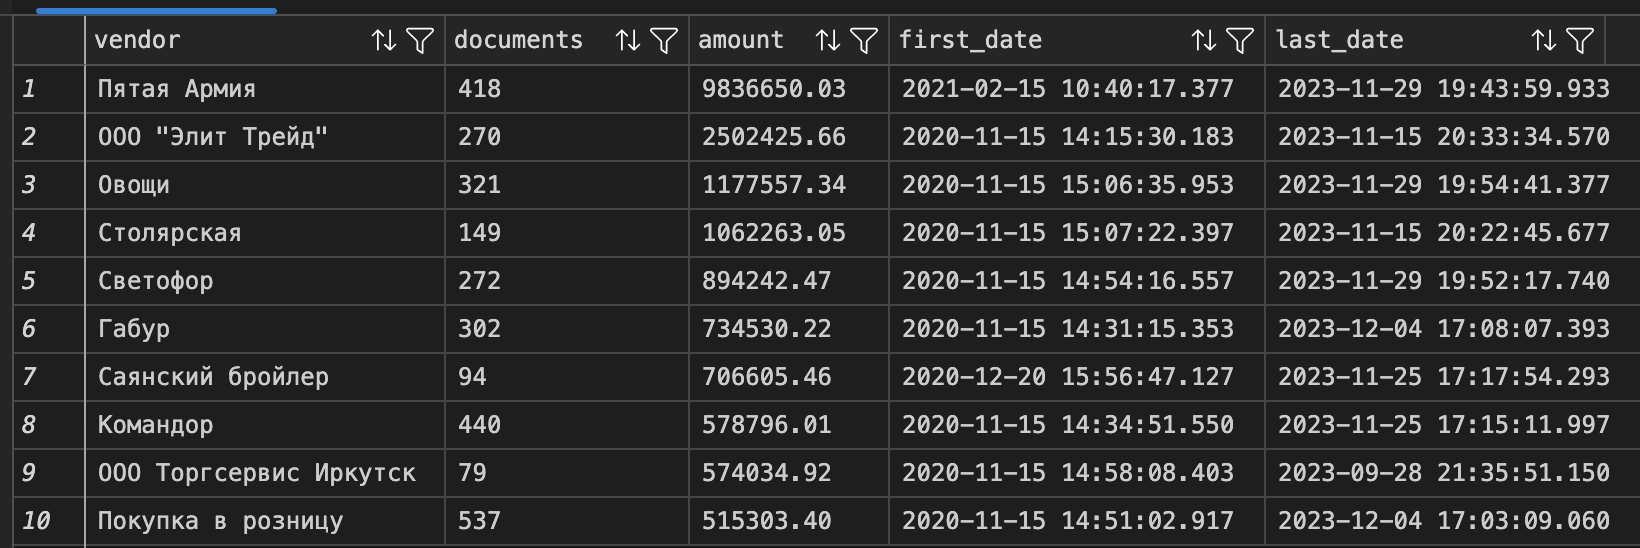 vendor documents amount first_date last_date
1 Пятая Армия 418 9836650.03 2021-02-15 10:40:17.377 2023-11-29 19:43:59.933
2 ООО "Элит Трейд" 270 2502425.66 2020-11-15 14:15:30.183 2023-11-15 20:33:34.570
3 Овощи 321 1177557.34 2020-11-15 15:06:35.953 2023-11-29 19:54:41.377
4 Столярская 149 1062263.05 2020-11-15 15:07:22.397 2023-11-15 20:22:45.677
5 Светофор 272 894242.47 2020-11-15 14:54:16.557 2023-11-29 19:52:17.740
6 Габур 302 734530.22 2020-11-15 14:31:15.353 2023-12-04 17:08:07.393
7 Саянский бройлер 94 706605.46 2020-12-20 15:56:47.127 2023-11-25 17:17:54.293
8 Командор 440 578796.01 2020-11-15 14:34:51.550 2023-11-25 17:15:11.997
9 ООО Торгсервис Иркутск 79 574034.92 2020-11-15 14:58:08.403 2023-09-28 21:35:51.150
10 Покупка в розницу 537 515303.40 2020-11-15 14:51:02.917 2023-12-04 17:03:09.060